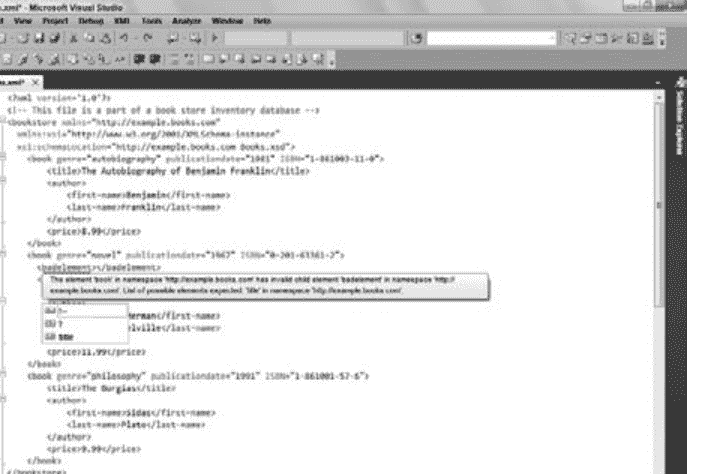 s.xml* - Microsoft Visual Studio
View Project Debug XML Tools Analyze Window Help
Solution Explorer
<?xml version="1.0"?>
<!-- This file is a part of a book store inventory database -->
<bookstore xmlns="http://example.books.com"
xmlns:xsi="http://www.w3.org/2001/XMLSchema-instance"
xsi:schemaLocation="http://example.books.com Books.xsd">
<book genre="autobiography" publicationdate="1981" ISBN="1-861003-11-0">
<title>The Autobiography of Benjamin Franklin</title>
<author>
<first-name>Benjamin</first-name>
<last-name>Franklin</last-name>
</author>
<price>8.99</price>
</book>
<book genre="novel" publicationdate="1967" ISBN="0-201-63361-2">
<badelement></badelement>
The element 'book' in namespace 'http://example.books.com' has invalid child element 'badelement' in namespace 'http://
example.books.com'. List of possible elements expected: 'title' in namespace 'http://example.books.com'.
!--
erman</first-name>
?
elville</last-name>
title
<price>11.99</price>
</book>
<book genre="philosophy" publicationdate="1991" ISBN="1-861001-57-6">
<title>The Gorgias</title>
<author>
<first-name>Sidas</first-name>
<last-name>Plato</last-name>
</author>
<price>9.99</price>
</book>
</bookstore>